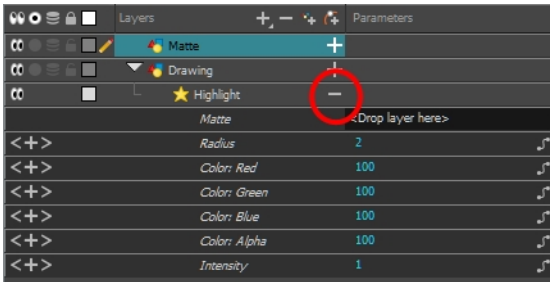 Layers Parameters
Matte
Drawing
Highlight
Matte <Drop layer here>
Radius 2
Color: Red 100
Color: Green 100
Color: Blue 100
Color: Alpha 100
Intensity 1